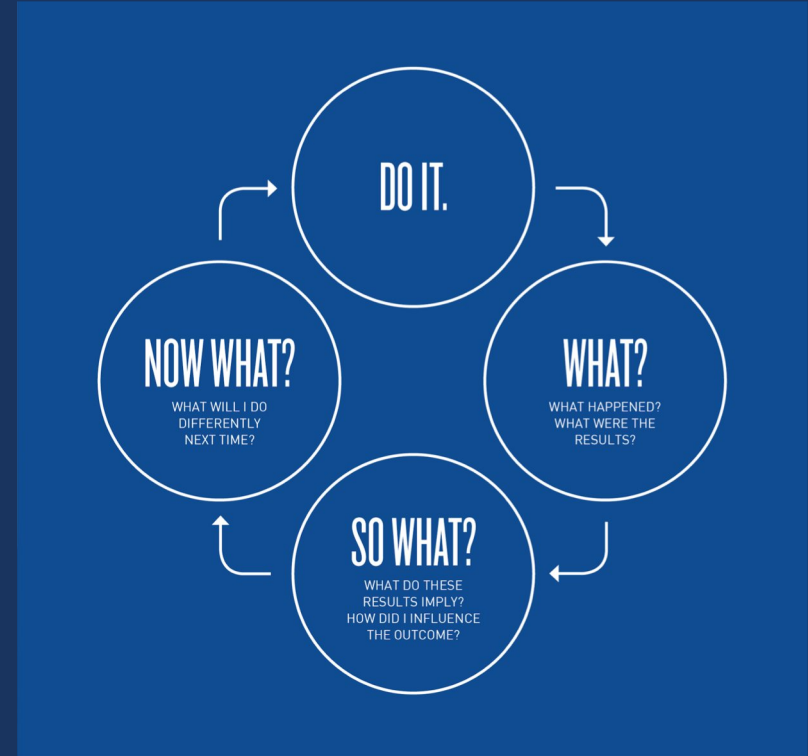 DO IT.
WHAT?
WHAT HAPPENED?
WHAT WERE THE
RESULTS?
SO WHAT?
WHAT DO THESE
RESULTS IMPLY?
HOW DID I INFLUENCE
THE OUTCOME?
NOW WHAT?
WHAT WILL I DO
DIFFERENTLY
NEXT TIME?